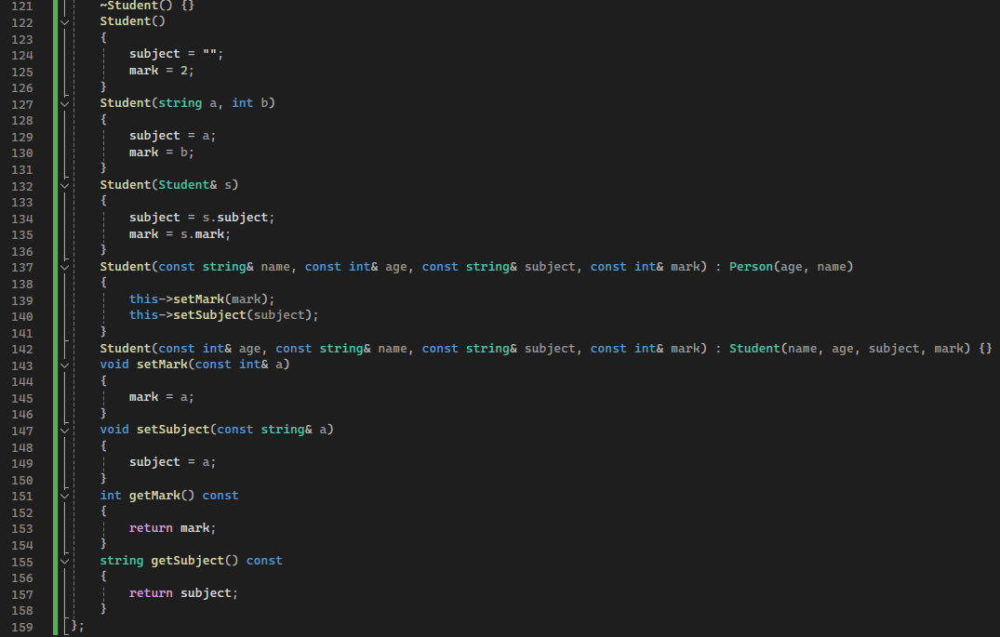 121 ~Student() {}
122 Student()
123 {
124 subject = "";
125 mark = 2;
126 }
127 Student(string a, int b)
128 {
129 subject = a;
130 mark = b;
131 }
132 Student(Student& s)
133 {
134 subject = s.subject;
135 mark = s.mark;
136 }
137 Student(const string& name, const int& age, const string& subject, const int& mark) : Person(age, name)
138 {
139 this->setMark(mark);
140 this->setSubject(subject);
141 }
142 Student(const int& age, const string& name, const string& subject, const int& mark) : Student(name, age, subject, mark) {}
143 void setMark(const int& a)
144 {
145 mark = a;
146 }
147 void setSubject(const string& a)
148 {
149 subject = a;
150 }
151 int getMark() const
152 {
153 return mark;
154 }
155 string getSubject() const
156 {
157 return subject;
158 }
159 };